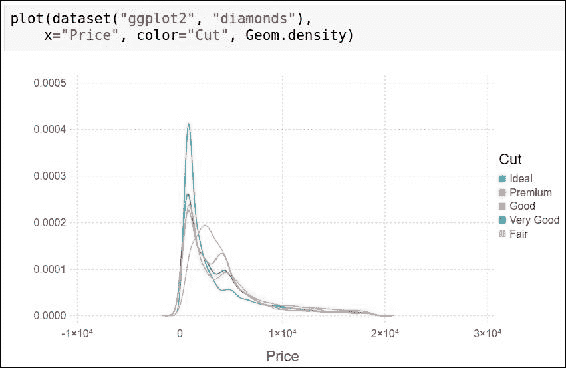 plot(dataset("ggplot2", "diamonds"),
x="Price", color="Cut", Geom.density)
0.0005
0.0004
0.0003
0.0002
0.0001
0.0000
-1×10⁴
0
1×10⁴
2×10⁴
3×10⁴
Price
Cut
Ideal
Premium
Good
Very Good
Fair